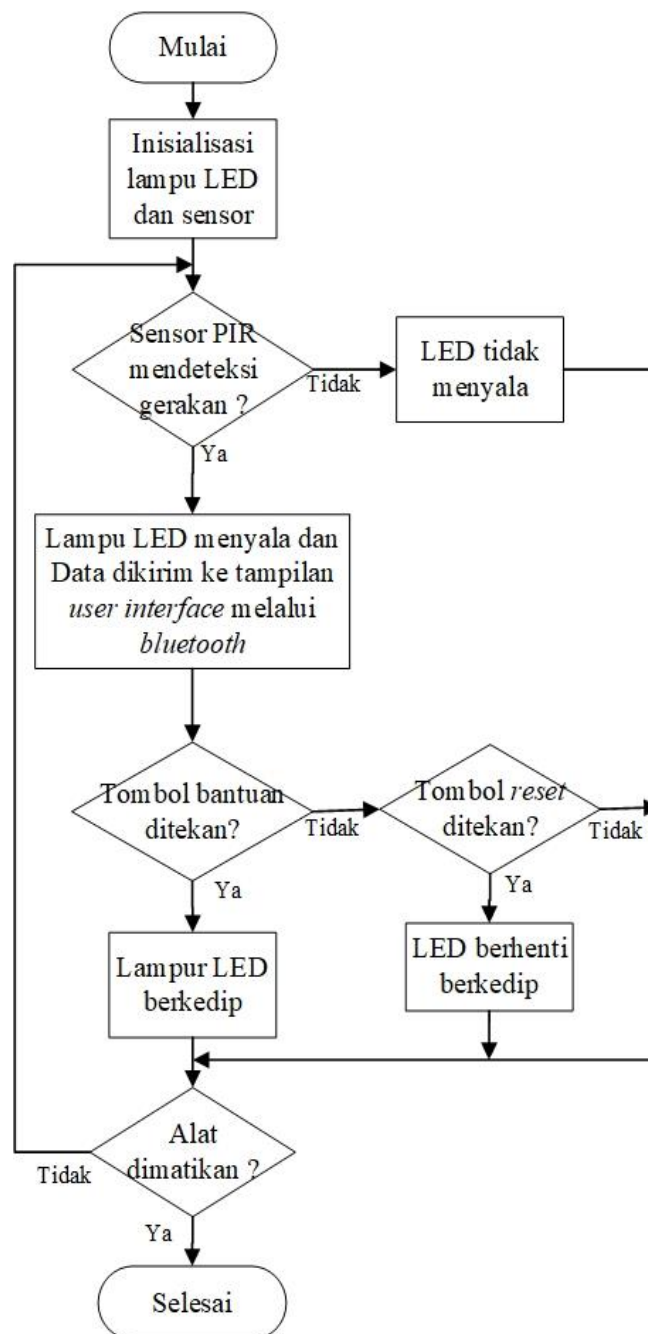 Mulai
Inisialisasi
lampu LED
dan sensor
Sensor PIR
mendeteksi
gerakan ?
Tidak
LED tidak
menyala
Ya
Lampu LED menyala dan
Data dikirim ke tampilan
user interface melalui
bluetooth
Tombol bantuan
ditekan?
Tidak
Tombol reset
ditekan?
Tidak
Ya
Ya
Lampur LED
berkedip
LED berhenti
berkedip
Alat
dimatikan ?
Tidak
Ya
Selesai